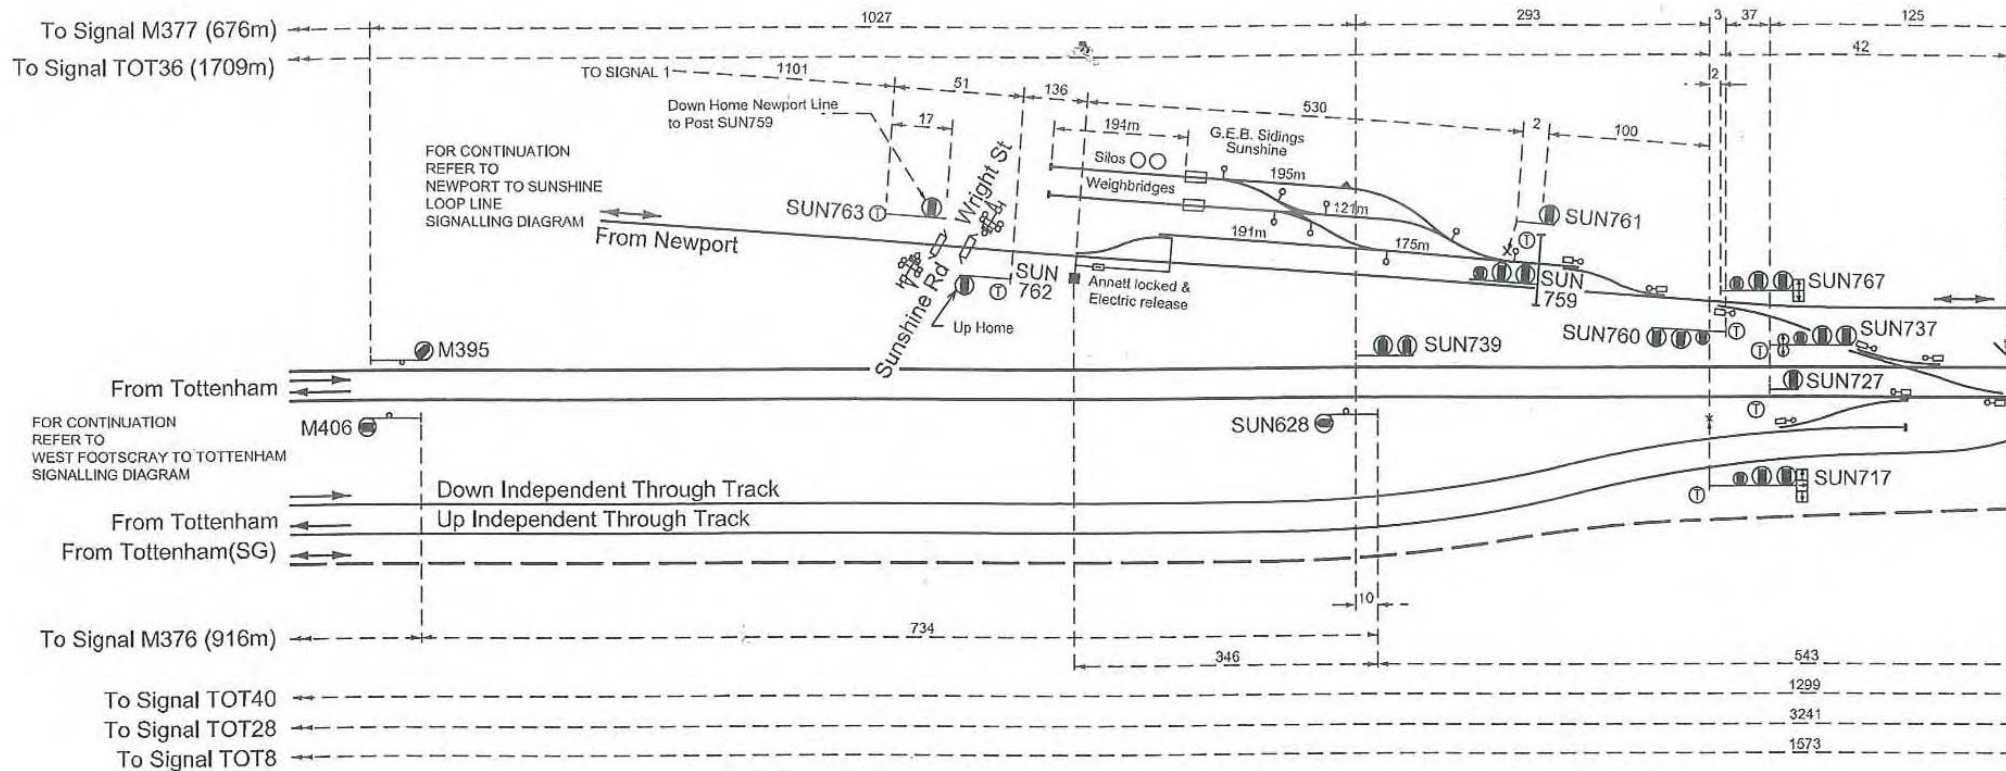 1027
293
3
37
125
To Signal M377 (676m)
To Signal TOT36 (1709m)
42
TO SIGNAL 1
1101
51
136
530
2
2
100
Down Home Newport Line
to Post SUN759
17
194m
G.E.B. Sidings
Sunshine
FOR CONTINUATION
REFER TO
NEWPORT TO SUNSHINE
LOOP LINE
SIGNALLING DIAGRAM
Silos
195m
Weighbridges
Wright St
SUN763
T
121m
SUN761
From Newport
191m
175m
T
SUN
762
T
Annett locked &
Electric release
SUN
759
SUN767
Up Home
Sunshine Rd
SUN760
T
SUN737
M395
SUN739
T
From Tottenham
SUN727
FOR CONTINUATION
REFER TO
WEST FOOTSCRAY TO TOTTENHAM
SIGNALLING DIAGRAM
M406
SUN628
T
Down Independent Through Track
SUN717
T
From Tottenham
Up Independent Through Track
From Tottenham(SG)
10
To Signal M376 (916m)
734
346
543
To Signal TOT40
1299
To Signal TOT28
3241
To Signal TOT8
1573